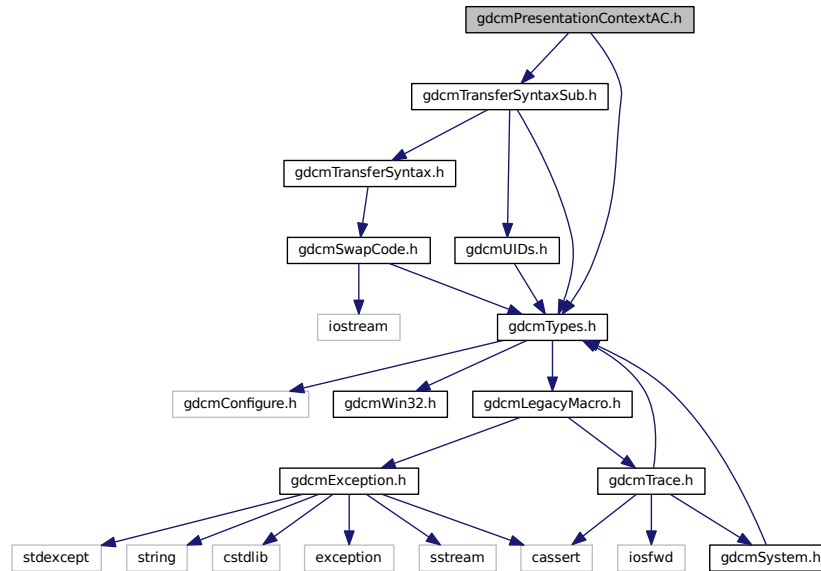 gdcmPresentationContextAC.h
gdcmTransferSyntaxSub.h
gdcmTransferSyntax.h
gdcmSwapCode.h
gdcmUIDs.h
iostream
gdcmTypes.h
gdcmConfigure.h
gdcmWin32.h
gdcmLegacyMacro.h
gdcmException.h
gdcmTrace.h
stdexcept
string
cstdlib
exception
sstream
cassert
iosfwd
gdcmSystem.h